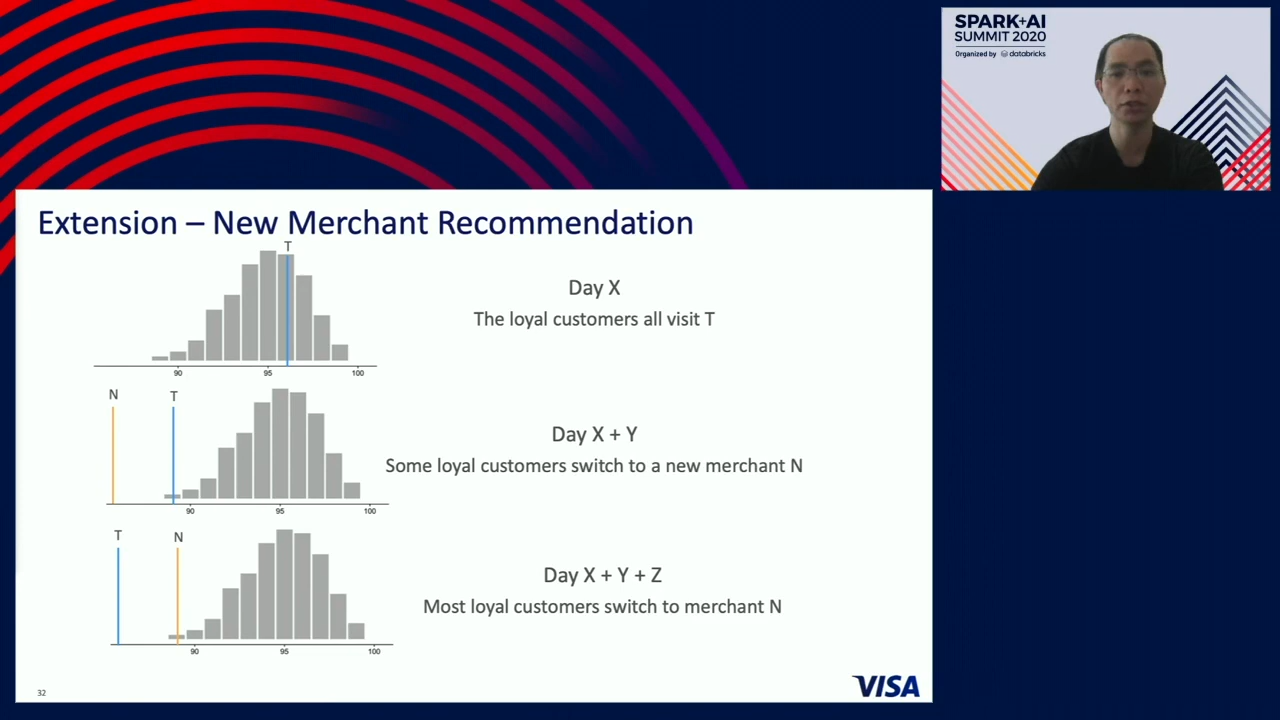 SPARK+AI
SUMMIT 2020
Organized by databricks
Extension – New Merchant Recommendation
T
Day X
The loyal customers all visit T
90 95 100
N T
Day X + Y
Some loyal customers switch to a new merchant N
90 95 100
T N
Day X + Y + Z
Most loyal customers switch to merchant N
90 95 100
32
VISA